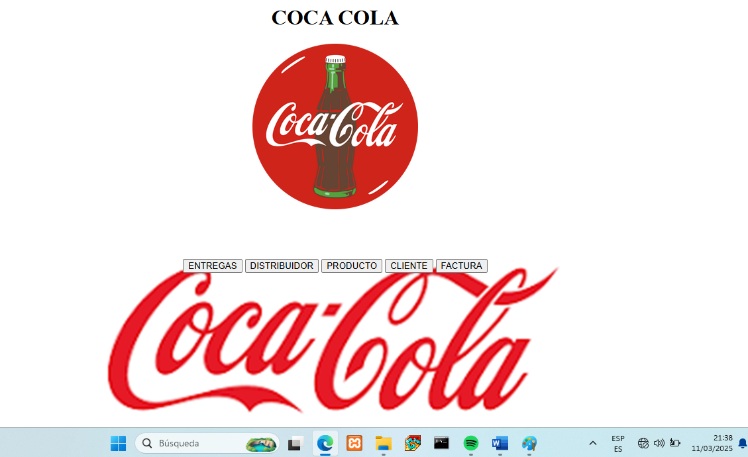 COCA COLA
Coca-Cola
ENTREGAS DISTRIBUIDOR PRODUCTO CLIENTE FACTURA
Coca-Cola
Búsqueda
ESP
ES
21:38
11/03/2025